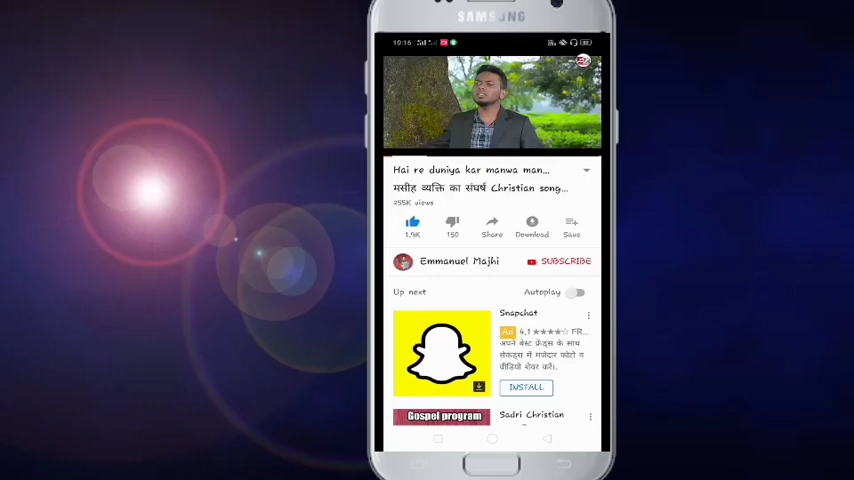 SAMSUNG
10:16
Hai re duniya kar manwa man...
मसीह व्यक्ति का संघर्ष Christian song...
255K views
1.9K
150
Share
Download
Save
Emmanuel Majhi
SUBSCRIBE
Up next
Autoplay
Snapchat
Ad 4,1 ★★★★☆ FR...
अपने बेस्ट फ्रेंड्स के साथ
सेकंड्स में मजेदार फोटो व
वीडियो शेयर करें।
INSTALL
Gospel program
Sadri Christian